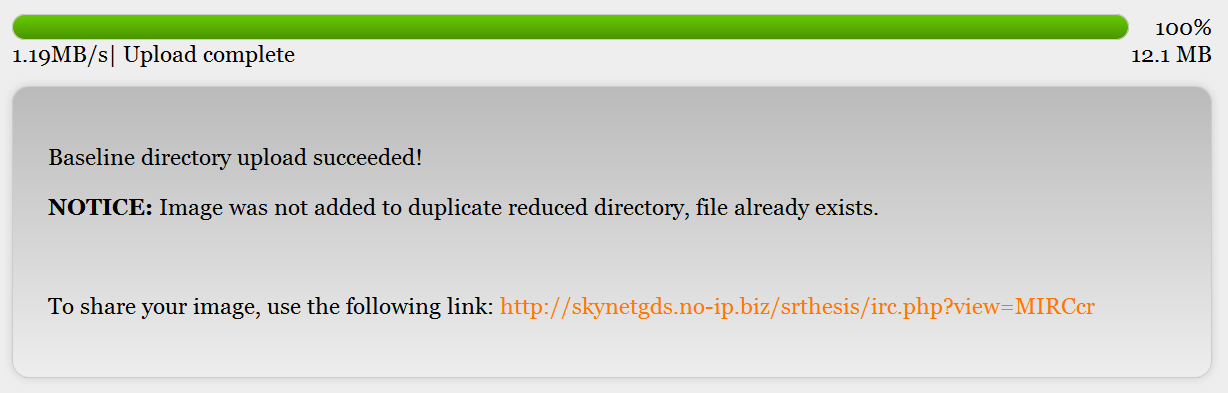 100%
1.19MB/s| Upload complete
12.1 MB
Baseline directory upload succeeded!
NOTICE: Image was not added to duplicate reduced directory, file already exists.
To share your image, use the following link: http://skynetgds.no-ip.biz/srthesis/irc.php?view=MIRCcr